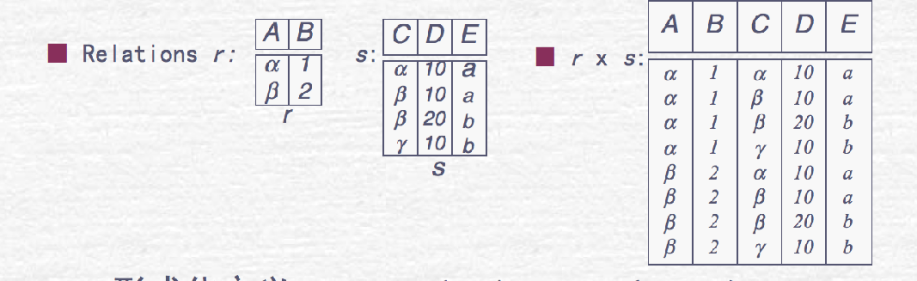 ■ Relations r:
A B
α 1
β 2
r
s:
C D E
α 10 a
β 10 a
β 20 b
γ 10 b
s
■ r x s:
A B C D E
α 1 α 10 a
α 1 β 10 a
α 1 β 20 b
α 1 γ 10 b
β 2 α 10 a
β 2 β 10 a
β 2 β 20 b
β 2 γ 10 b